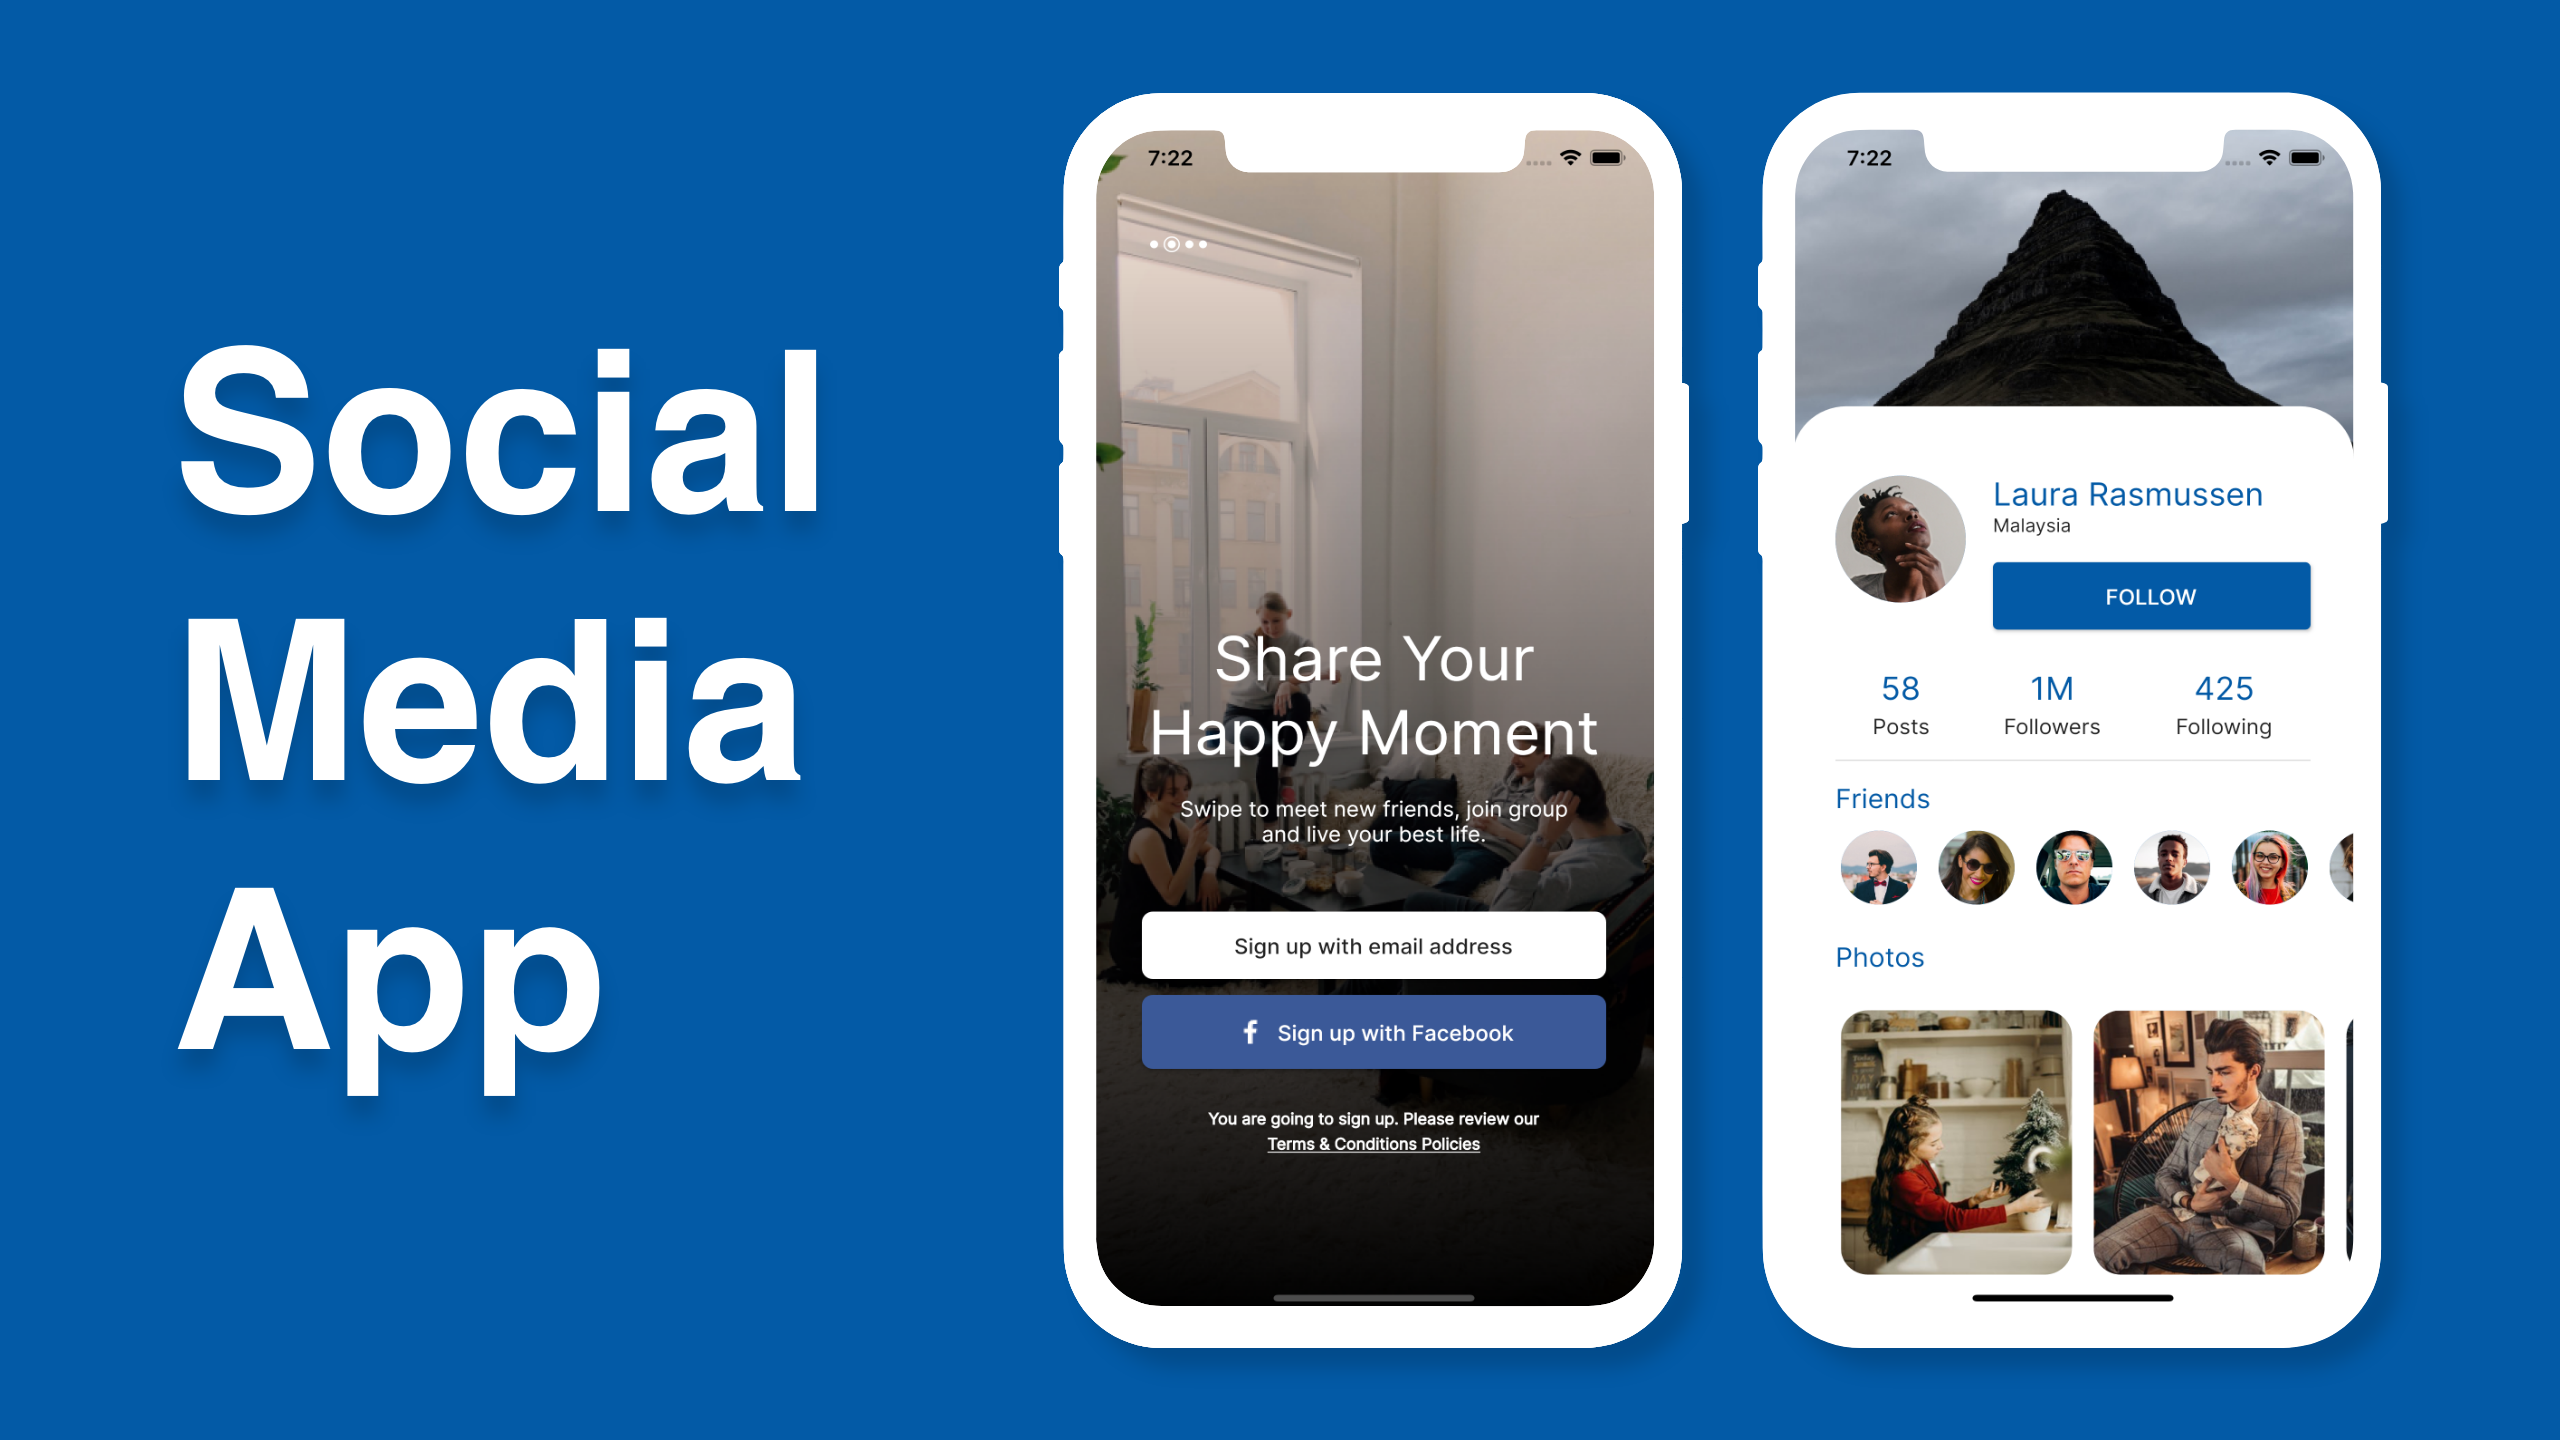 Social
Media
App
7:22
Share Your
Happy Moment
Swipe to meet new friends, join group
and live your best life.
Sign up with email address
f Sign up with Facebook
You are going to sign up. Please review our
Terms & Conditions Policies
7:22
Laura Rasmussen
Malaysia
FOLLOW
58 1M 425
Posts Followers Following
Friends
Photos